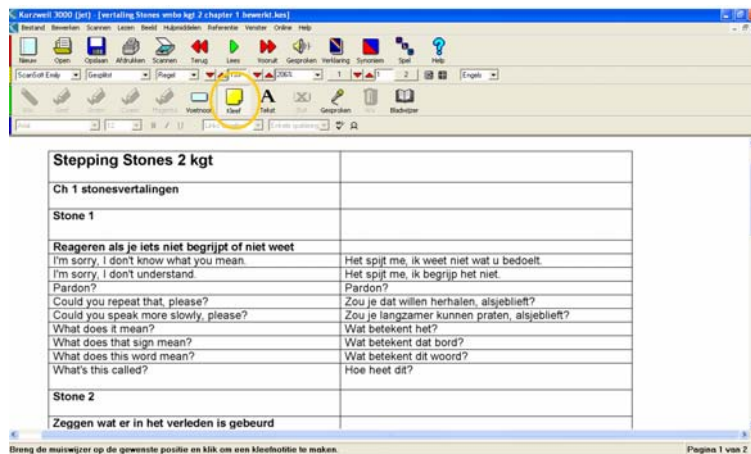 Kurzweil 3000 (jet) - [vertaling Stones vmbo kgt 2 chapter 1 bewerkt.kes]
Bestand Bewerken Scannen Lezen Beeld Hulpmiddelen Referentie Venster Online Help
Nieuw Open Opslaan Afdrukken Scannen Terug Lees Vooruit Gesproken Verklaring Synoniem Spel Help
ScanSoft Emily Gesplitst Regel 206% 1 1 2 Engels
Voetnoot Kleef Tekst Gesproken Bladwijzer
Arial 12 B I U
Stepping Stones 2 kgt
Ch 1 stonesvertalingen
Stone 1
Reageren als je iets niet begrijpt of niet weet
I'm sorry, I don't know what you mean. Het spijt me, ik weet niet wat u bedoelt.
I'm sorry, I don't understand. Het spijt me, ik begrijp het niet.
Pardon? Pardon?
Could you repeat that, please? Zou je dat willen herhalen, alsjeblieft?
Could you speak more slowly, please? Zou je langzamer kunnen praten, alsjeblieft?
What does it mean? Wat betekent het?
What does that sign mean? Wat betekent dat bord?
What does this word mean? Wat betekent dit woord?
What's this called? Hoe heet dit?
Stone 2
Zeggen wat er in het verleden is gebeurd
Breng de muiswijzer op de gewenste positie en klik om een kleefnotitie te maken. Pagina 1 van 2